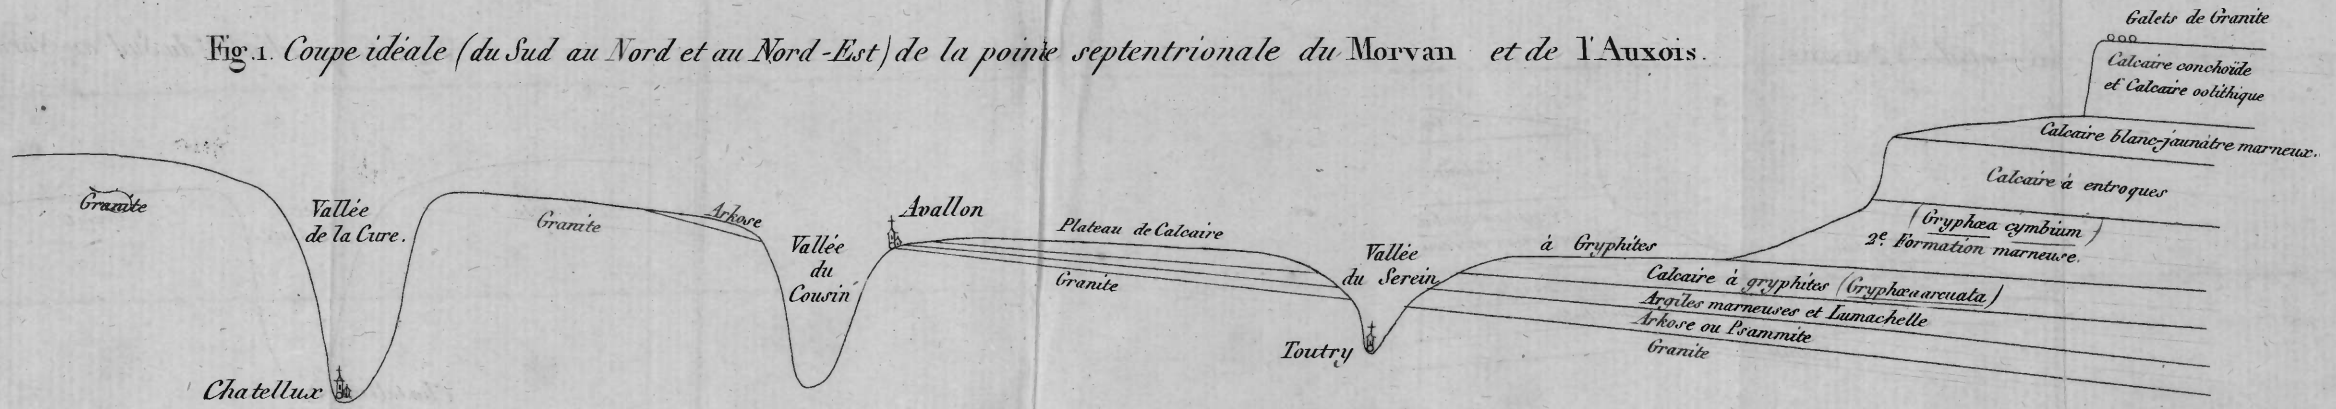 Fig. 1. Coupe idéale (du Sud au Nord et au Nord-Est) de la pointe septentrionale du Morvan et de l'Auxois.
Granite
Vallée
de la Cure.
Chatellux
Granite
Arkose
Vallée
du
Cousin
Avallon
Plateau de Calcaire
Granite
Vallée
du Serein
Toutry
à Gryphites
Galets de Granite
Calcaire conchoïde
et Calcaire oolithique
Calcaire blanc-jaunâtre marneux.
Calcaire à entroques
(Gryphœa cymbium)
2e. Formation marneuse.
Calcaire à gryphites (Gryphœa arcuata)
Argiles marneuses et Lumachelle
Arkose ou Psammite
Granite